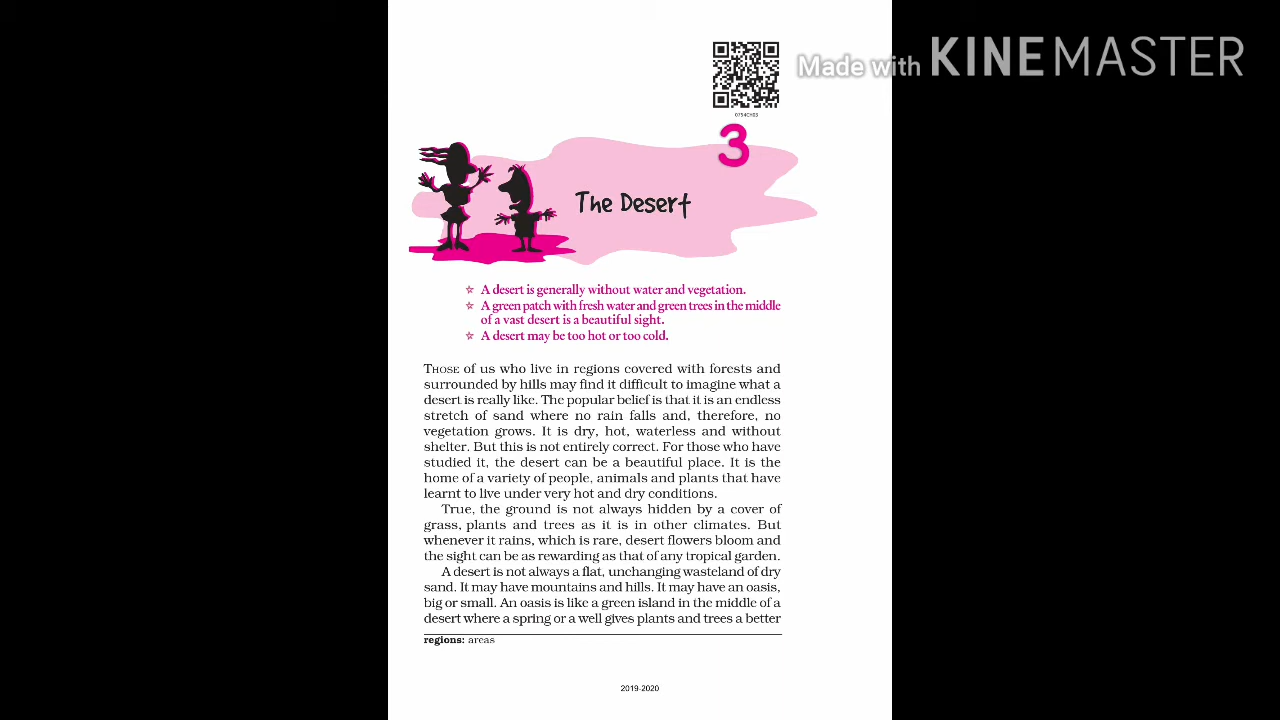 Made with KINEMASTER
0754CH03
3
The Desert
☆ A desert is generally without water and vegetation.
☆ A green patch with fresh water and green trees in the middle
of a vast desert is a beautiful sight.
☆ A desert may be too hot or too cold.
THOSE of us who live in regions covered with forests and
surrounded by hills may find it difficult to imagine what a
desert is really like. The popular belief is that it is an endless
stretch of sand where no rain falls and, therefore, no
vegetation grows. It is dry, hot, waterless and without
shelter. But this is not entirely correct. For those who have
studied it, the desert can be a beautiful place. It is the
home of a variety of people, animals and plants that have
learnt to live under very hot and dry conditions.
True, the ground is not always hidden by a cover of
grass, plants and trees as it is in other climates. But
whenever it rains, which is rare, desert flowers bloom and
the sight can be as rewarding as that of any tropical garden.
A desert is not always a flat, unchanging wasteland of dry
sand. It may have mountains and hills. It may have an oasis,
big or small. An oasis is like a green island in the middle of a
desert where a spring or a well gives plants and trees a better
regions: areas
2019-2020